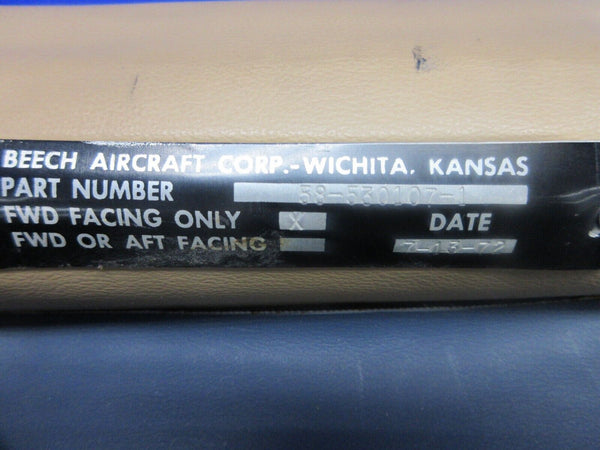 BEECH AIRCRAFT CORP.-WICHITA, KANSAS
PART NUMBER 58-530107-1
FWD FACING ONLY X DATE
FWD OR AFT FACING 7-13-72